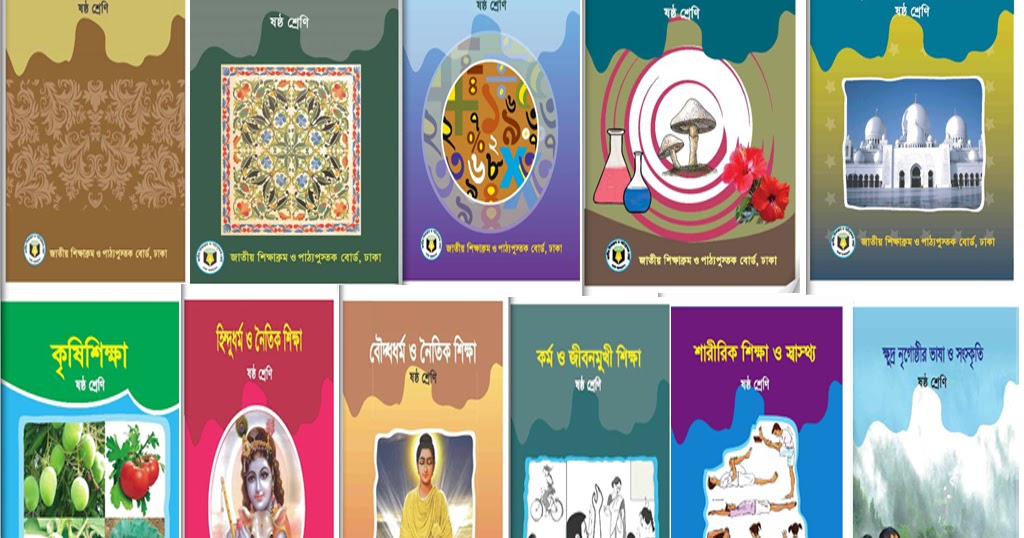 ষষ্ঠ শ্রেণি
জাতীয় শিক্ষাক্রম ও পাঠ্যপুস্তক বোর্ড, ঢাকা
ষষ্ঠ শ্রেণি
জাতীয় শিক্ষাক্রম ও পাঠ্যপুস্তক বোর্ড, ঢাকা
ষষ্ঠ শ্রেণি
জাতীয় শিক্ষাক্রম ও পাঠ্যপুস্তক বোর্ড, ঢাকা
ষষ্ঠ শ্রেণি
জাতীয় শিক্ষাক্রম ও পাঠ্যপুস্তক বোর্ড, ঢাকা
ষষ্ঠ শ্রেণি
জাতীয় শিক্ষাক্রম ও পাঠ্যপুস্তক বোর্ড, ঢাকা
কৃষিশিক্ষা
ষষ্ঠ শ্রেণি
হিন্দুধর্ম ও নৈতিক শিক্ষা
ষষ্ঠ শ্রেণি
বৌদ্ধধর্ম ও নৈতিক শিক্ষা
ষষ্ঠ শ্রেণি
কর্ম ও জীবনমুখী শিক্ষা
ষষ্ঠ শ্রেণি
শারীরিক শিক্ষা ও স্বাস্থ্য
ষষ্ঠ শ্রেণি
ক্ষুদ্র নৃগোষ্ঠীর ভাষা ও সংস্কৃতি
ষষ্ঠ শ্রেণি